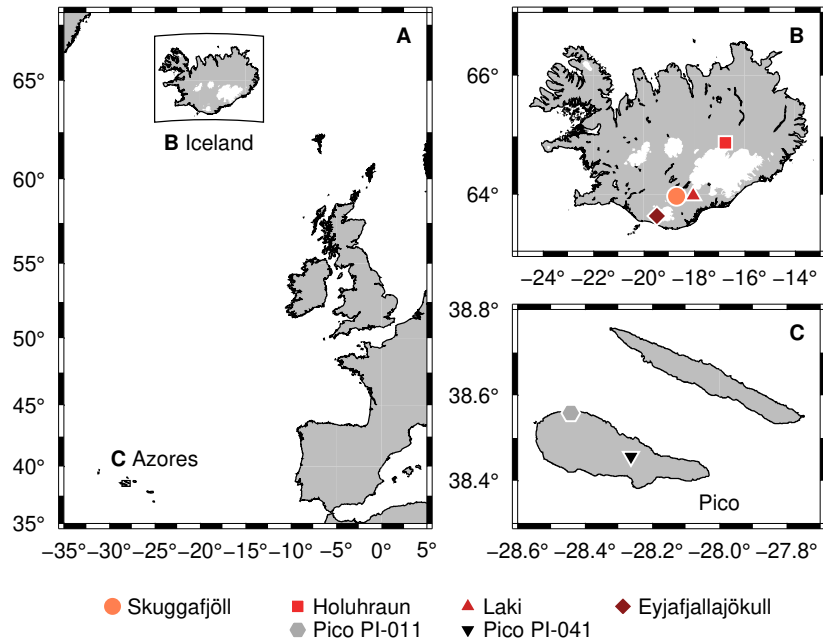 A
B Iceland
C Azores
65°
60°
55°
50°
45°
40°
35°
−35° −30° −25° −20° −15° −10° −5° 0° 5°
B
66°
64°
−24° −22° −20° −18° −16° −14°
C
38.8°
38.6°
38.4°
Pico
−28.6° −28.4° −28.2° −28.0° −27.8°
Skuggafjöll Holuhraun Laki Eyjafjallajökull
Pico PI-011 Pico PI-041